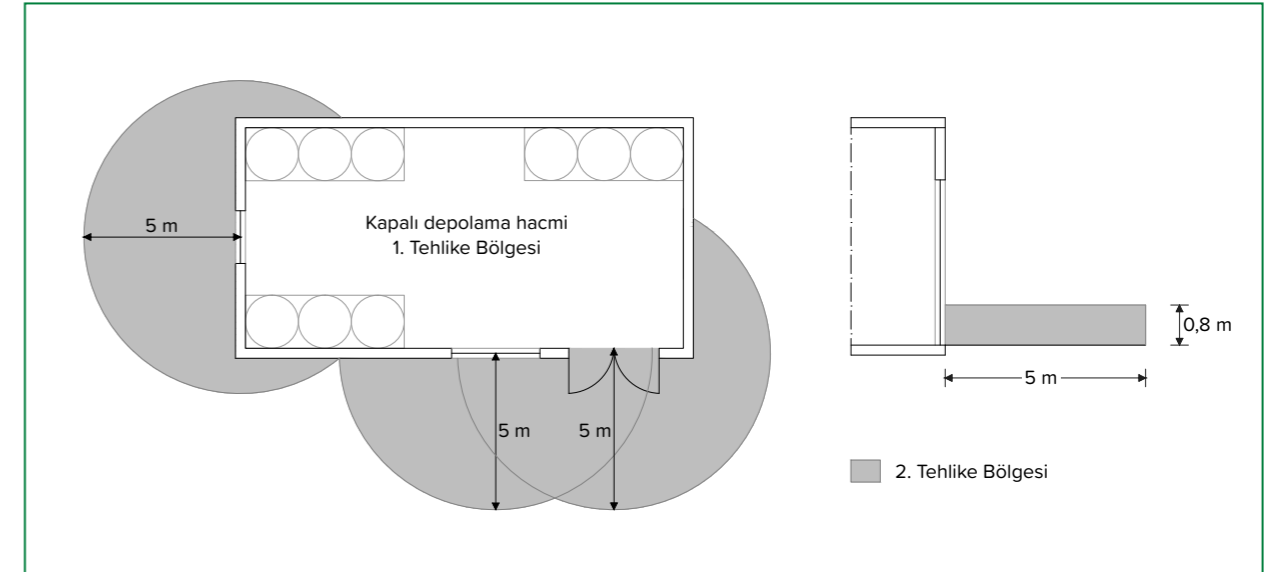 5 m
Kapalı depolama hacmi
1. Tehlike Bölgesi
5 m
5 m
0,8 m
5 m
2. Tehlike Bölgesi